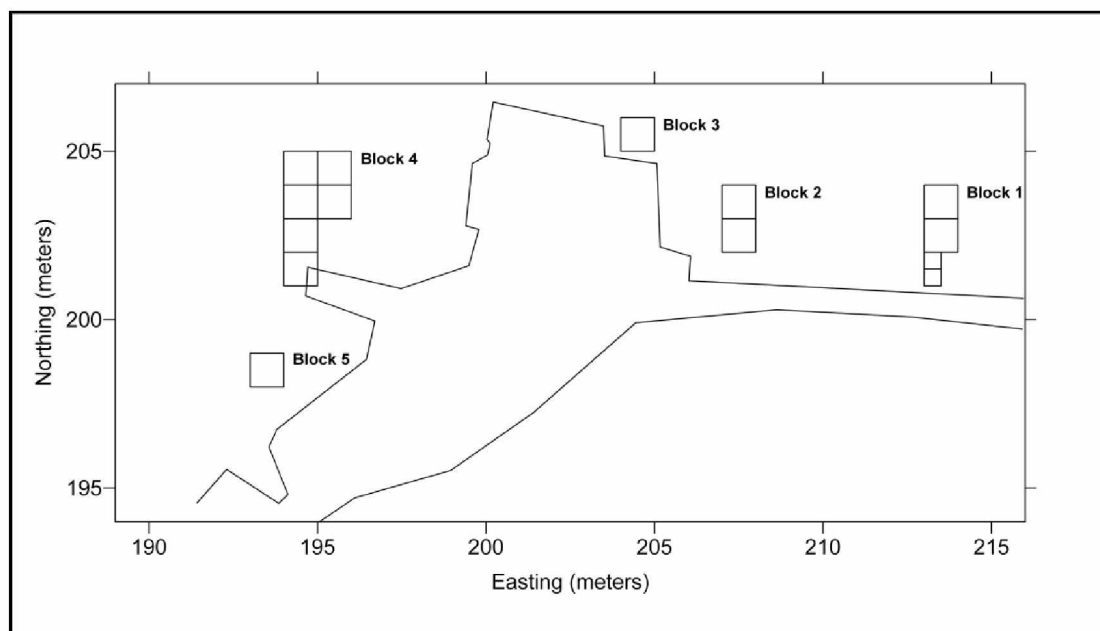 Block 3
205
Block 4
Block 2
Block 1
Northing (meters)
200
Block 5
195
190 195 200 205 210 215
Easting (meters)